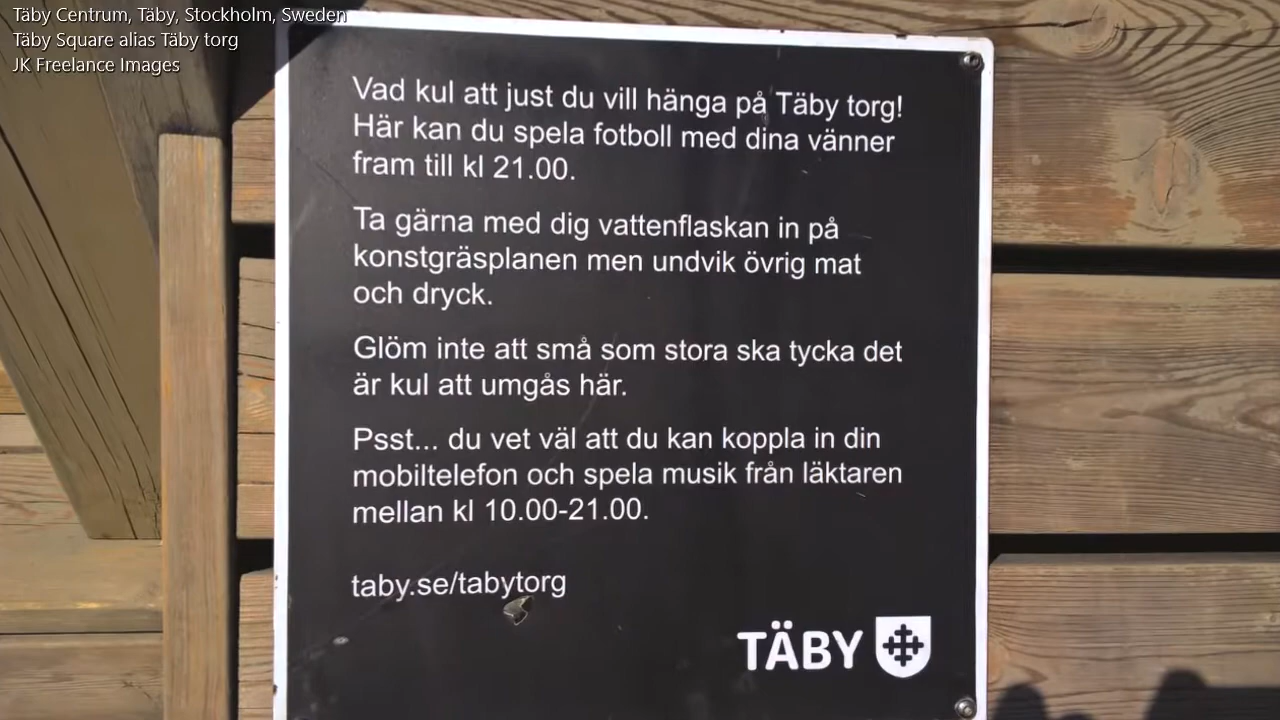 Täby Centrum, Täby, Stockholm, Sweden
Täby Square alias Täby torg
JK Freelance Images
Vad kul att just du vill hänga på Täby torg!
Här kan du spela fotboll med dina vänner
fram till kl 21.00.
Ta gärna med dig vattenflaskan in på
konstgräsplanen men undvik övrig mat
och dryck.
Glöm inte att små som stora ska tycka det
är kul att umgås här.
Psst... du vet väl att du kan koppla in din
mobiltelefon och spela musik från läktaren
mellan kl 10.00-21.00.
taby.se/tabytorg
TÄBY